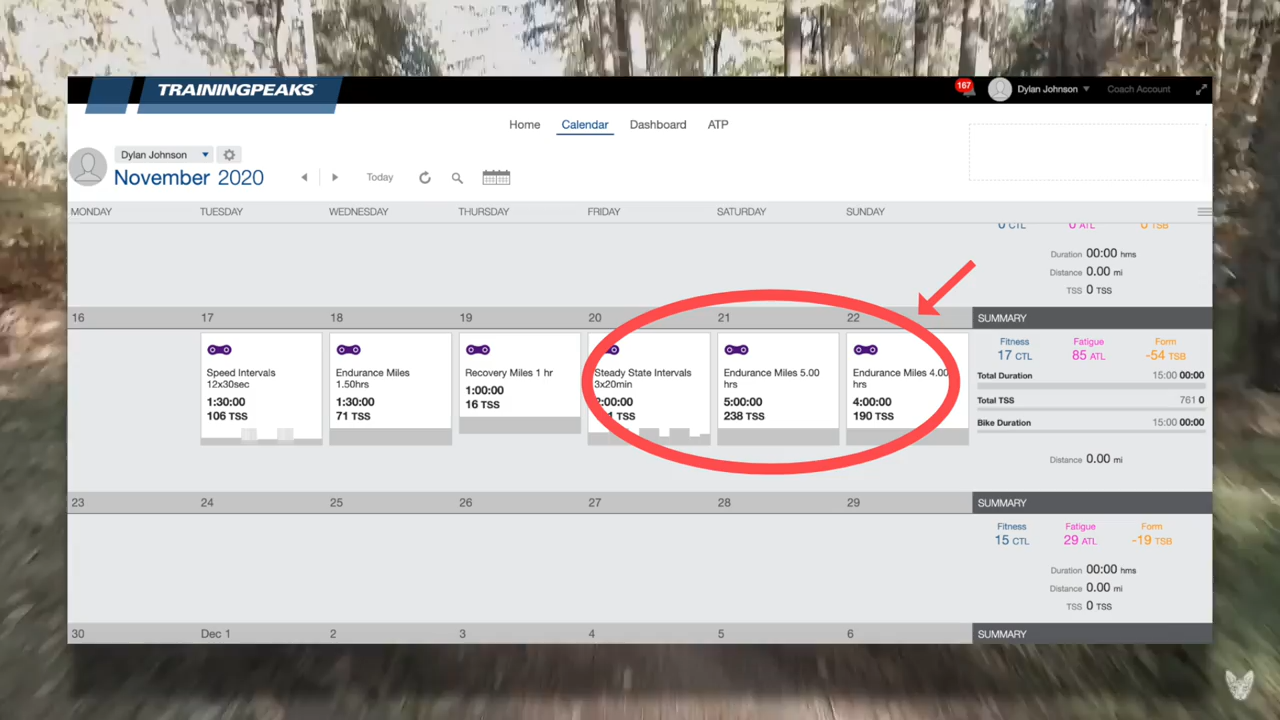 TRAININGPEAKS
167
Dylan Johnson
Coach Account
Home
Calendar
Dashboard
ATP
Dylan Johnson
November 2020
Today
MONDAY
TUESDAY
WEDNESDAY
THURSDAY
FRIDAY
SATURDAY
SUNDAY
0 CTL
0 ATL
0 TSB
Duration 00:00 hms
Distance 0.00 mi
TSS 0 TSS
16
17
18
19
20
21
22
SUMMARY
Speed Intervals
12x30sec
1:30:00
106 TSS
Endurance Miles
1.50hrs
1:30:00
71 TSS
Recovery Miles 1 hr
1:00:00
16 TSS
Steady State Intervals
3x20min
2:00:00
1 TSS
Endurance Miles 5.00
hrs
5:00:00
238 TSS
Endurance Miles 4.00
hrs
4:00:00
190 TSS
Fitness
17 CTL
Fatigue
85 ATL
Form
-54 TSB
Total Duration 15:00 00:00
Total TSS 761 0
Bike Duration 15:00 00:00
Distance 0.00 mi
23
24
25
26
27
28
29
SUMMARY
Fitness
15 CTL
Fatigue
29 ATL
Form
-19 TSB
Duration 00:00 hms
Distance 0.00 mi
TSS 0 TSS
30
Dec 1
2
3
4
5
6
SUMMARY